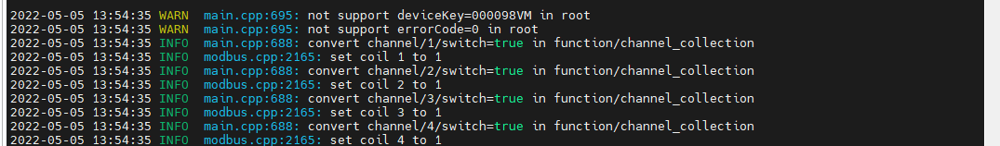 2022-05-05 13:54:35 WARN  main.cpp:695: not support deviceKey=000098VM in root
2022-05-05 13:54:35 WARN  main.cpp:695: not support errorCode=0 in root
2022-05-05 13:54:35 INFO  main.cpp:688: convert channel/1/switch=true in function/channel_collection
2022-05-05 13:54:35 INFO  modbus.cpp:2165: set coil 1 to 1
2022-05-05 13:54:35 INFO  main.cpp:688: convert channel/2/switch=true in function/channel_collection
2022-05-05 13:54:35 INFO  modbus.cpp:2165: set coil 2 to 1
2022-05-05 13:54:35 INFO  main.cpp:688: convert channel/3/switch=true in function/channel_collection
2022-05-05 13:54:35 INFO  modbus.cpp:2165: set coil 3 to 1
2022-05-05 13:54:35 INFO  main.cpp:688: convert channel/4/switch=true in function/channel_collection
2022-05-05 13:54:35 INFO  modbus.cpp:2165: set coil 4 to 1